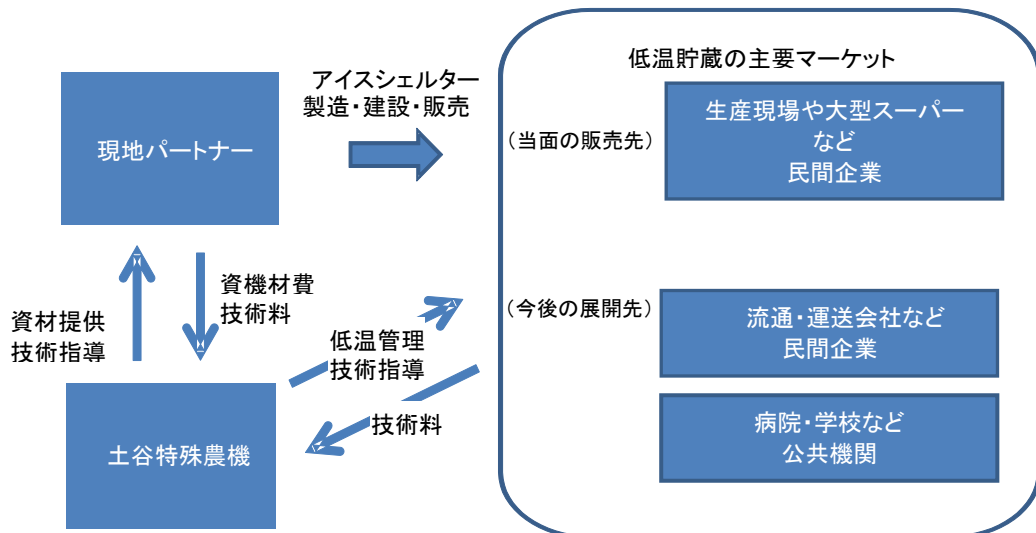 低温貯蔵の主要マーケット
アイスシェルター
製造・建設・販売
現地パートナー
(当面の販売先)
生産現場や大型スーパー
など
民間企業
資材提供
技術指導
資機材費
技術料
低温管理
技術指導
技術料
(今後の展開先)
流通・運送会社など
民間企業
土谷特殊農機
病院・学校など
公共機関